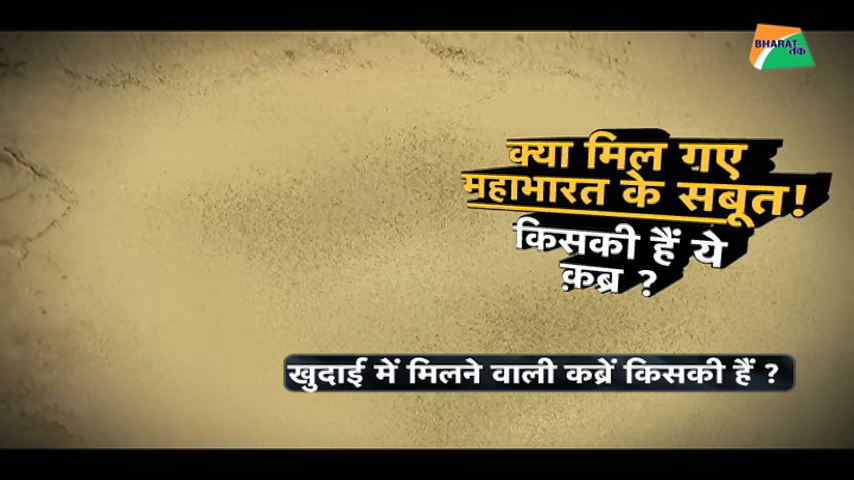 BHARAT
तक
क्या मिल गए
महाभारत के सबूत!
किसकी हैं ये
क़ब्र ?
खुदाई में मिलने वाली कब्रें किसकी हैं ?